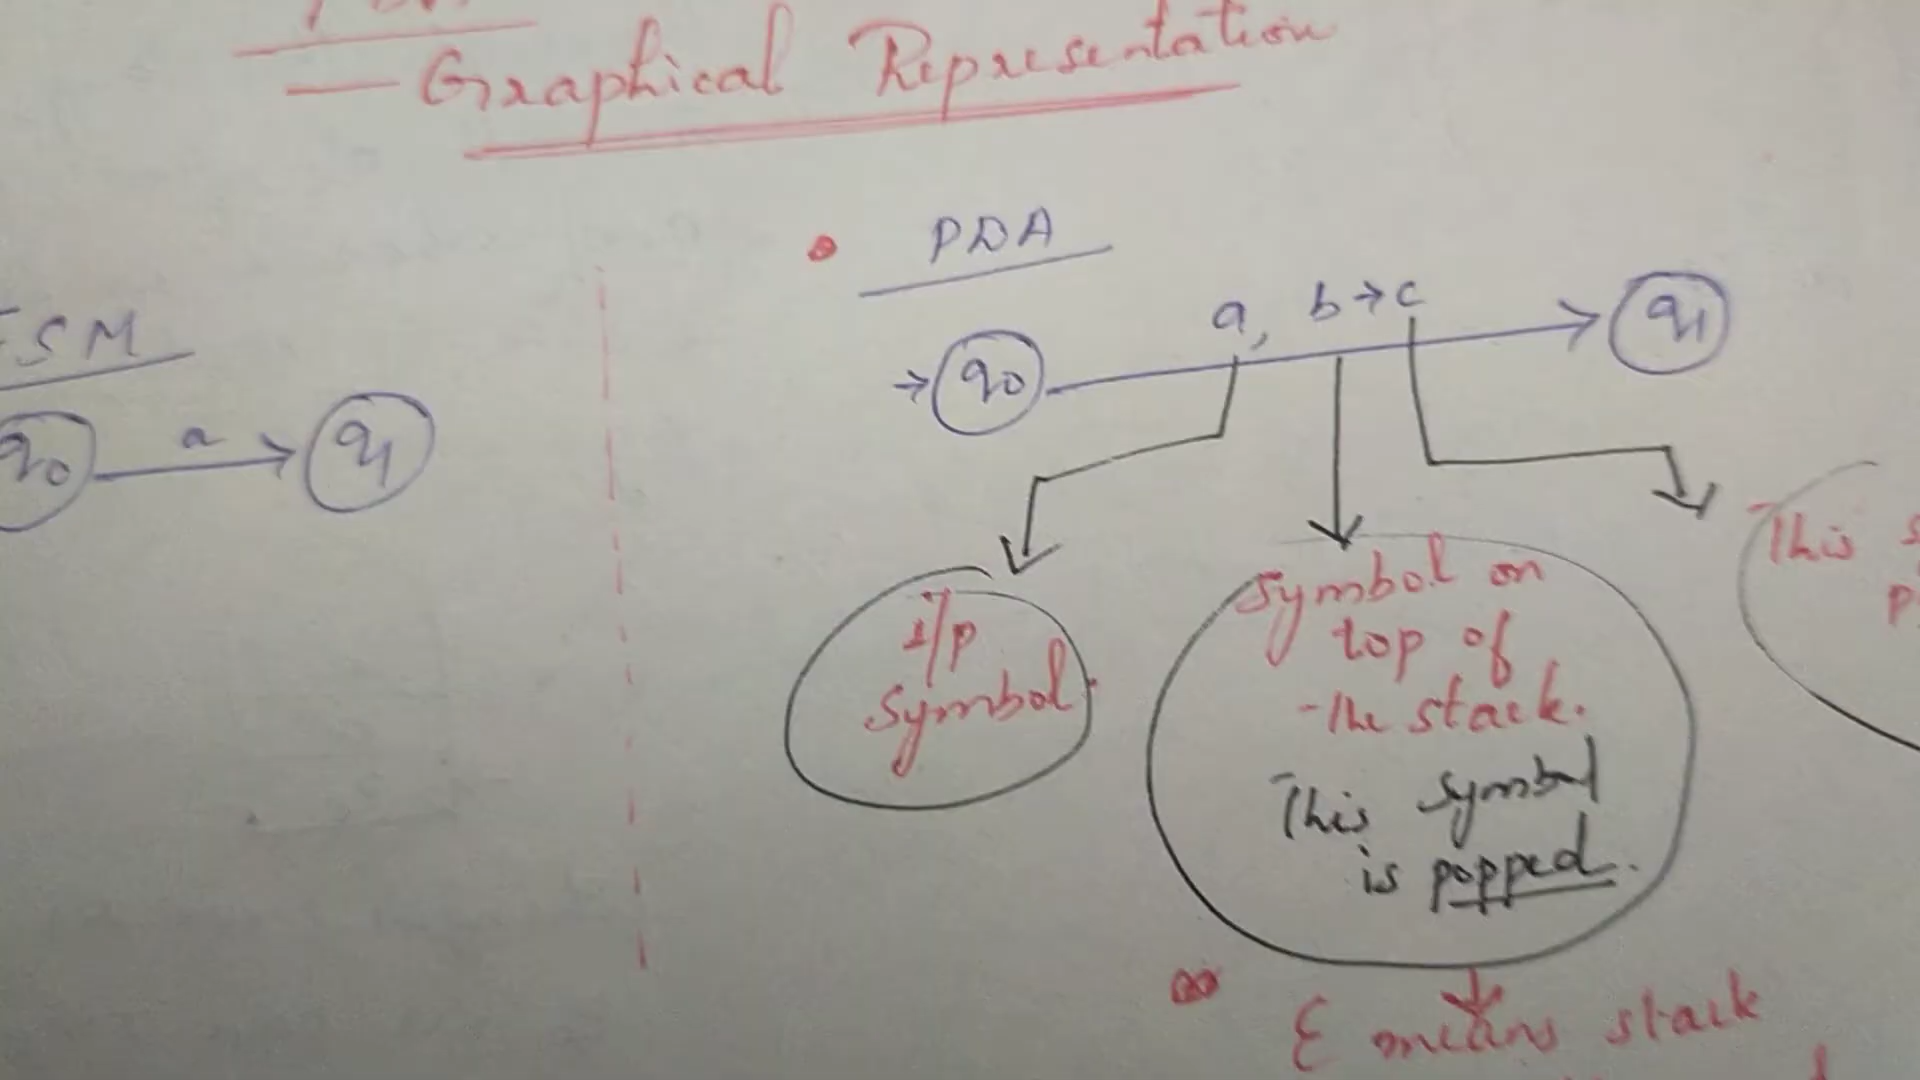 — Graphical Representation
PDA
a, b → c
→ q0
q1
FSM
q0
a
q1
I/p
Symbol.
Symbol on
top of
the stack.
This symbol
is popped.
This
ε means stack